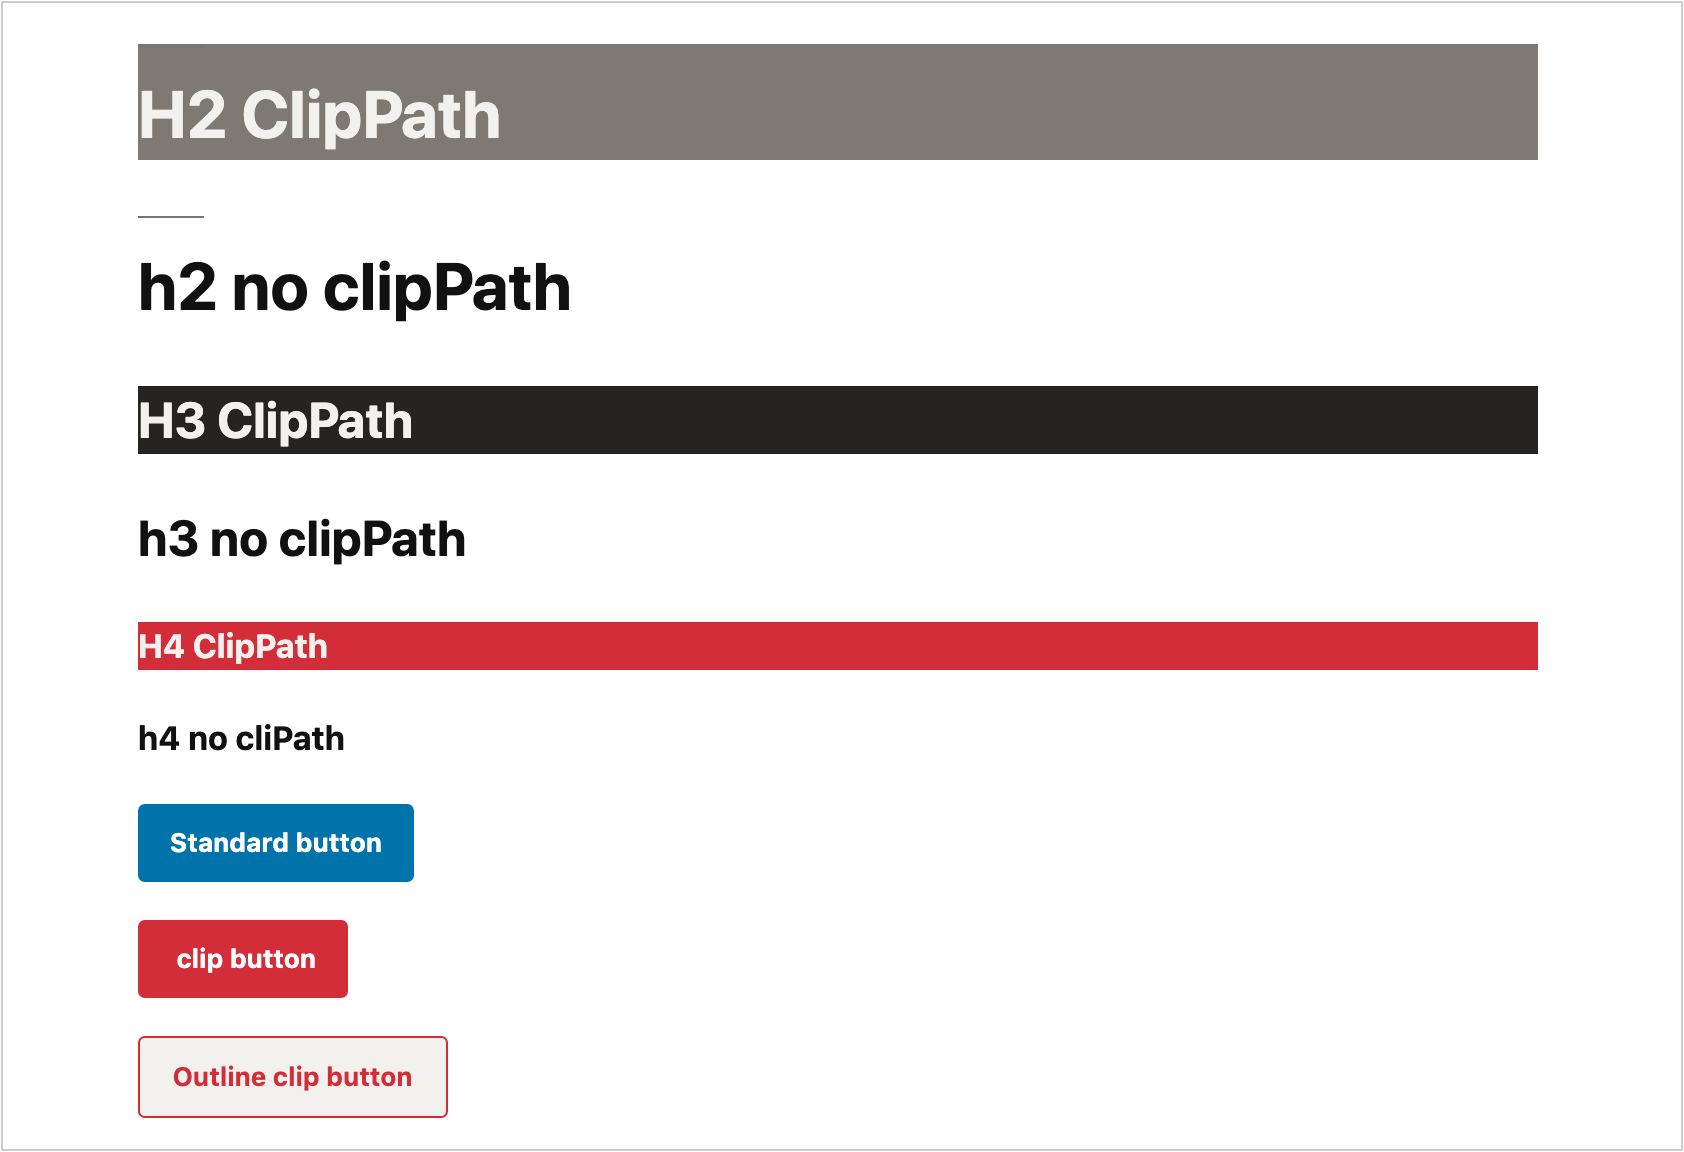 H2 ClipPath
h2 no clipPath
H3 ClipPath
h3 no clipPath
H4 ClipPath
h4 no cliPath
Standard button
clip button
Outline clip button